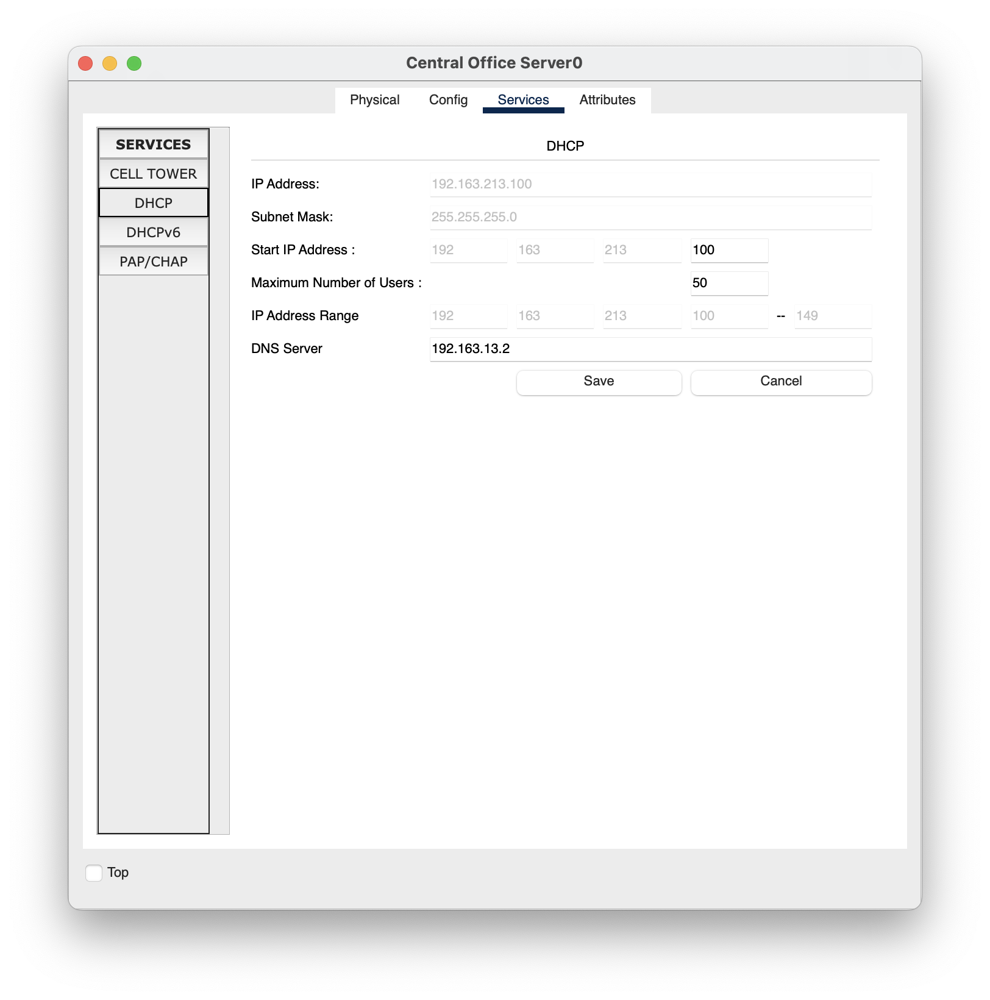 Central Office Server0
Physical Config Services Attributes
SERVICES
CELL TOWER
DHCP
DHCPv6
PAP/CHAP
DHCP
IP Address: 192.163.213.100
Subnet Mask: 255.255.255.0
Start IP Address : 192 163 213 100
Maximum Number of Users : 50
IP Address Range 192 163 213 100 -- 149
DNS Server 192.163.13.2
Save Cancel
Top